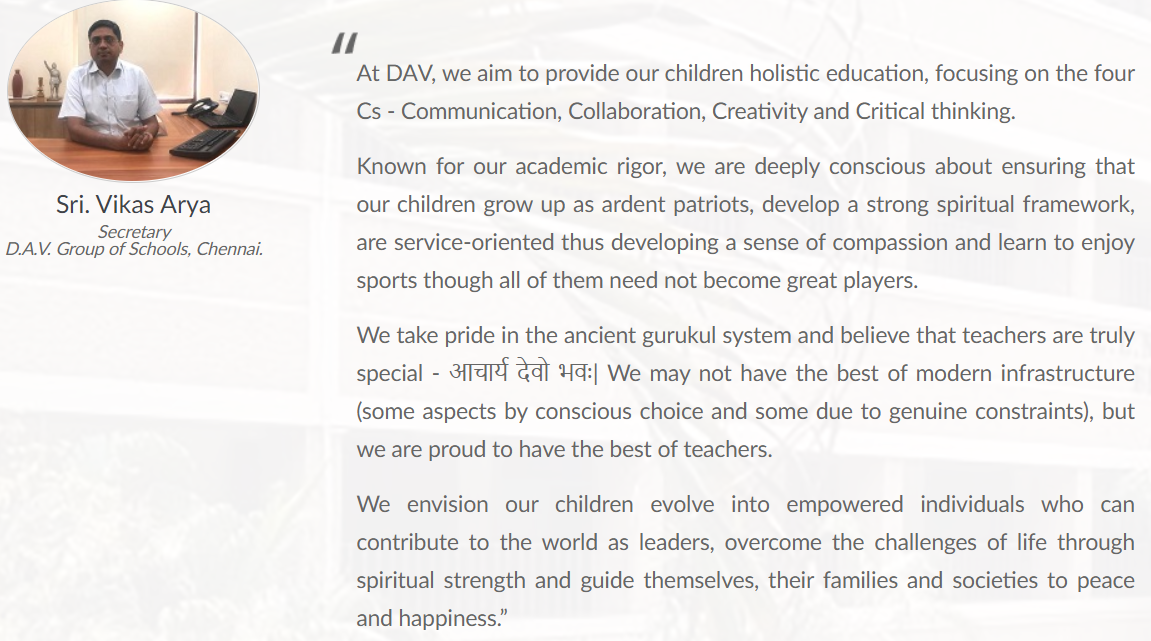 Sri. Vikas Arya
Secretary
D.A.V. Group of Schools, Chennai.
“
At DAV, we aim to provide our children holistic education, focusing on the four
Cs - Communication, Collaboration, Creativity and Critical thinking.
Known for our academic rigor, we are deeply conscious about ensuring that
our children grow up as ardent patriots, develop a strong spiritual framework,
are service-oriented thus developing a sense of compassion and learn to enjoy
sports though all of them need not become great players.
We take pride in the ancient gurukul system and believe that teachers are truly
special - आचार्य देवो भवः| We may not have the best of modern infrastructure
(some aspects by conscious choice and some due to genuine constraints), but
we are proud to have the best of teachers.
We envision our children evolve into empowered individuals who can
contribute to the world as leaders, overcome the challenges of life through
spiritual strength and guide themselves, their families and societies to peace
and happiness.”